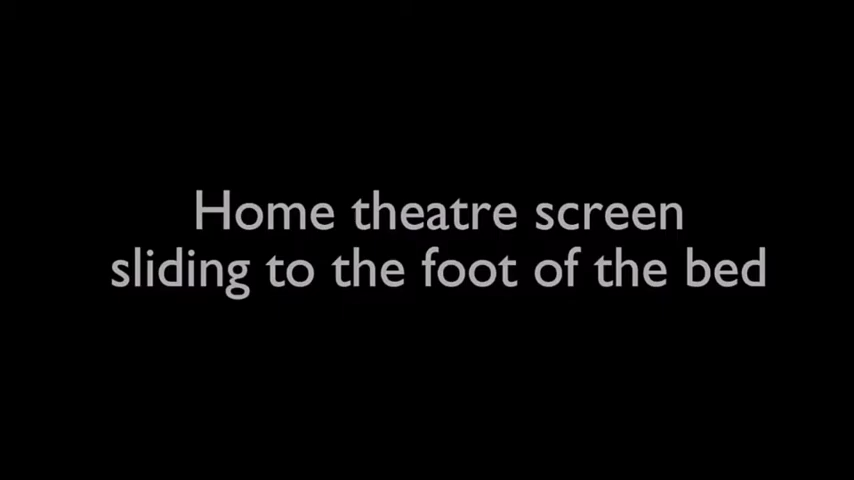 Home theatre screen
sliding to the foot of the bed